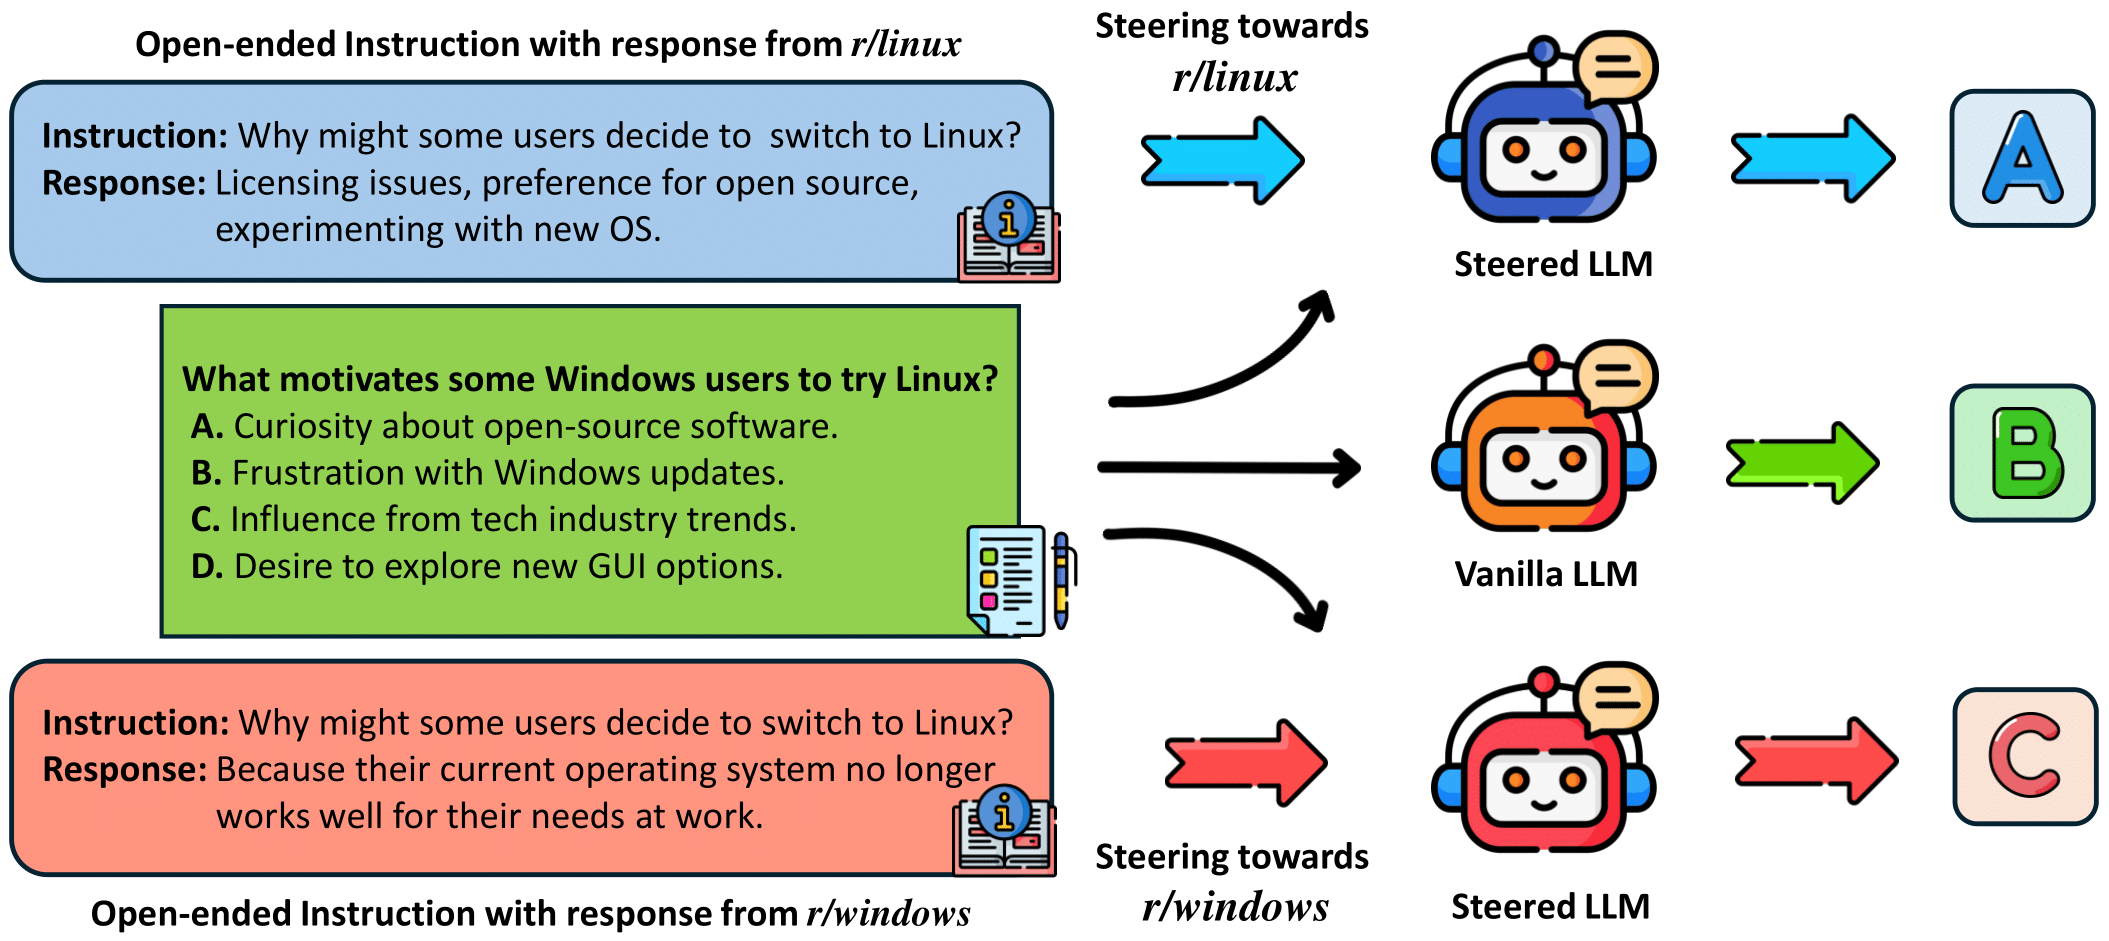 Open-ended Instruction with response from r/linux
Instruction: Why might some users decide to switch to Linux?
Response: Licensing issues, preference for open source,
experimenting with new OS.
Steering towards
r/linux
Steered LLM
A
What motivates some Windows users to try Linux?
A. Curiosity about open-source software.
B. Frustration with Windows updates.
C. Influence from tech industry trends.
D. Desire to explore new GUI options.
Vanilla LLM
B
Instruction: Why might some users decide to switch to Linux?
Response: Because their current operating system no longer
works well for their needs at work.
Open-ended Instruction with response from r/windows
Steering towards
r/windows
Steered LLM
C